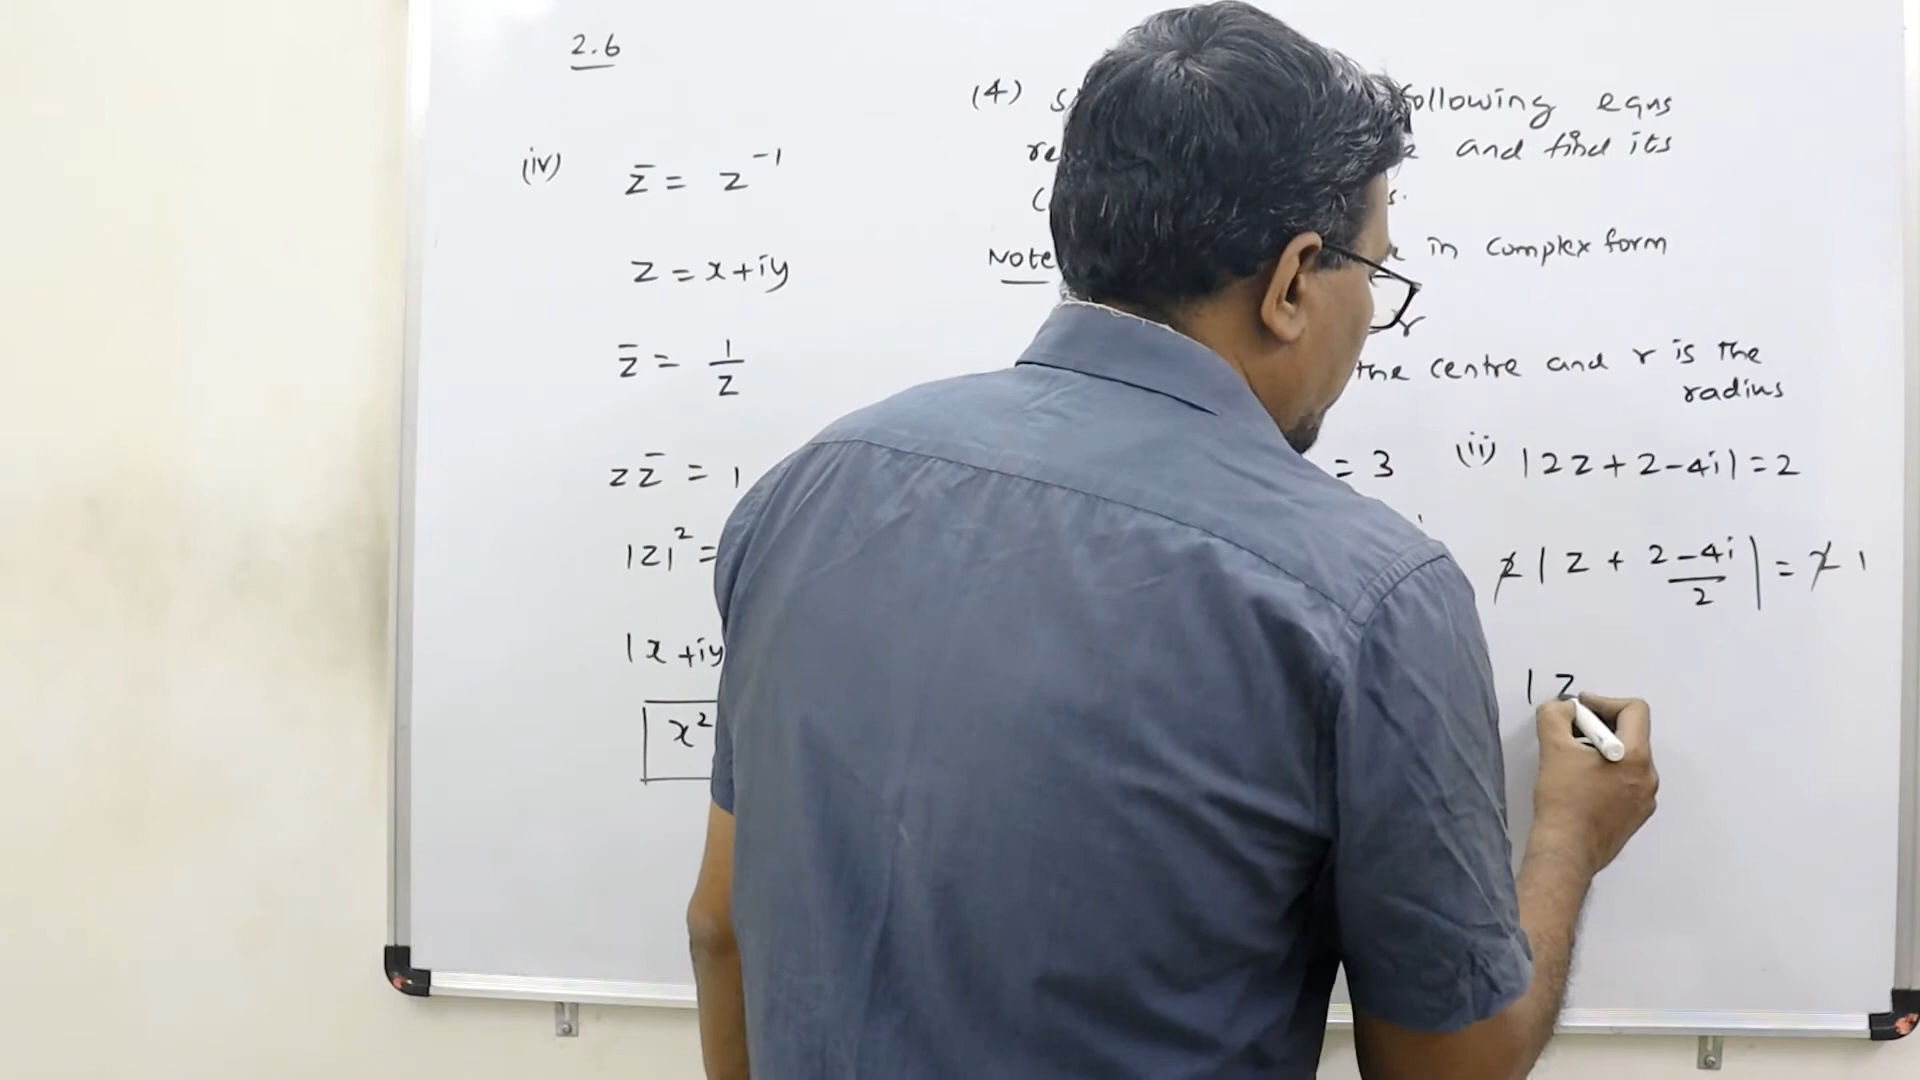 2.6
(iv) z̄ = z⁻¹
z = x+iy
z̄ = 1/z
z z̄ = 1
|z|² =
|x+iy
x²
(4) following eqns
and find its
Note in complex form
r
the centre and r is the
radius
= 3 (ii) |2z+2-4i|=2
2|z + (2-4i)/2| = 2 1
|z